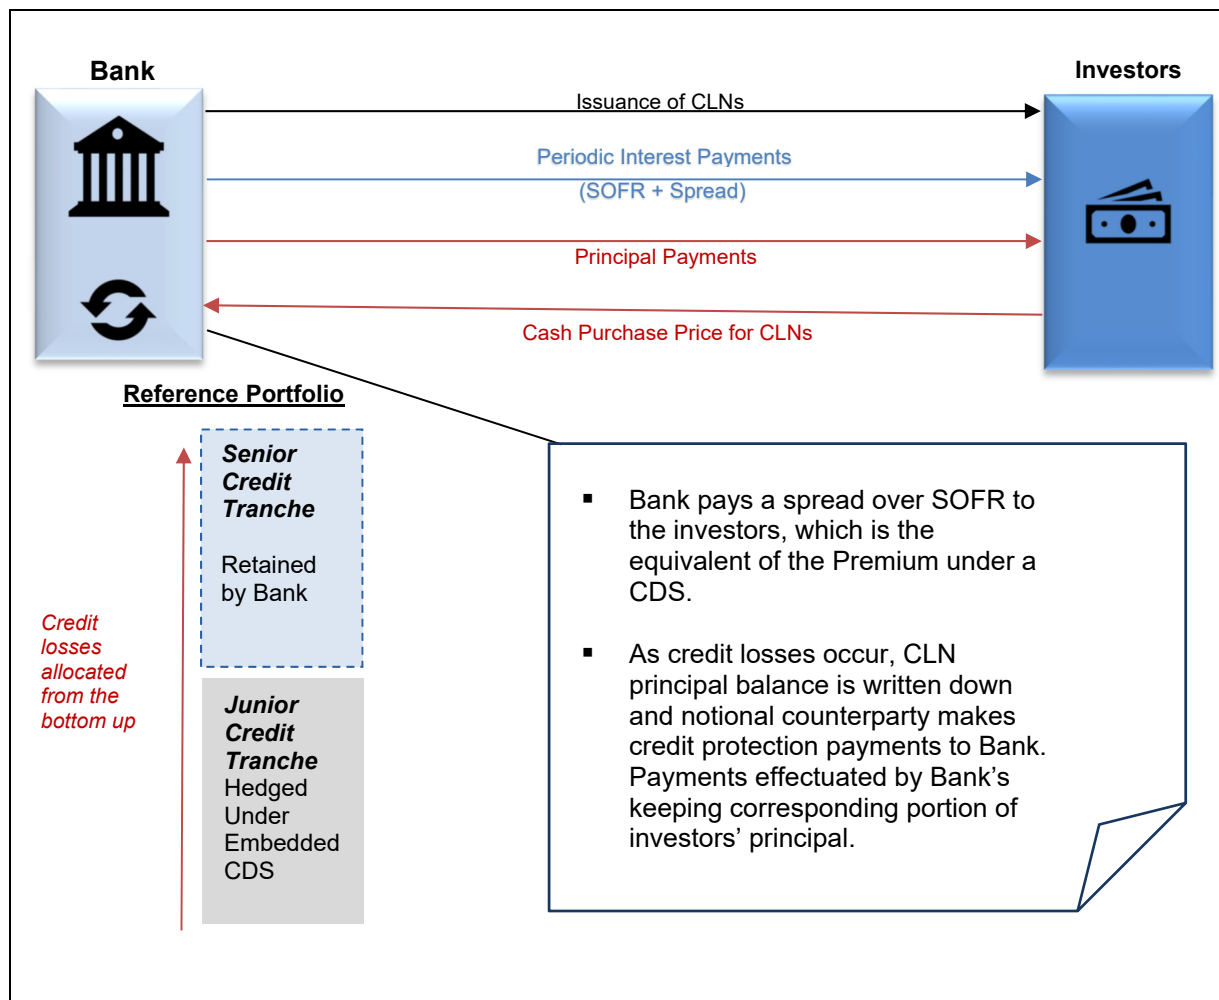 Bank
Investors
Issuance of CLNs
Periodic Interest Payments
(SOFR + Spread)
Principal Payments
Cash Purchase Price for CLNs
Reference Portfolio
Senior
Credit
Tranche
Retained
by Bank
Credit
losses
allocated
from the
bottom up
Junior
Credit
Tranche
Hedged
Under
Embedded
CDS
▪ Bank pays a spread over SOFR to
the investors, which is the
equivalent of the Premium under a
CDS.
▪ As credit losses occur, CLN
principal balance is written down
and notional counterparty makes
credit protection payments to Bank.
Payments effectuated by Bank's
keeping corresponding portion of
investors' principal.